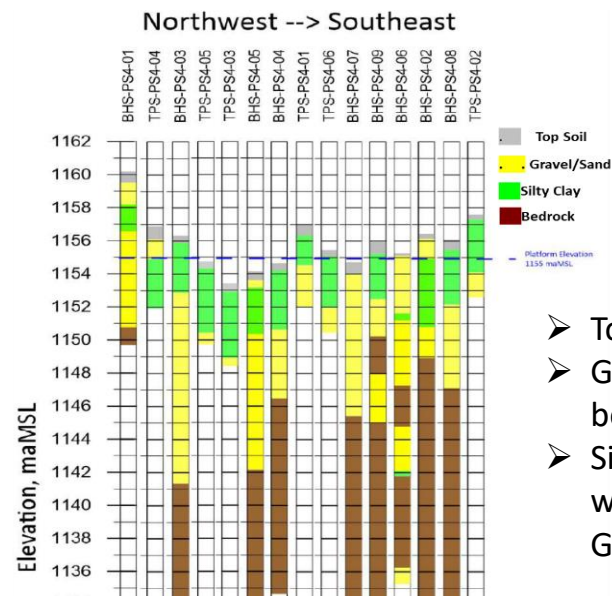 Northwest --> Southeast
BHS-PS4-01
TPS-PS4-04
BHS-PS4-03
TPS-PS4-05
TPS-PS4-03
BHS-PS4-05
BHS-PS4-04
TPS-PS4-01
TPS-PS4-06
BHS-PS4-07
BHS-PS4-09
BHS-PS4-06
BHS-PS4-02
BHS-PS4-08
TPS-PS4-02
1162
1160
1158
1156
1154
1152
1150
1148
1146
1144
1142
1140
1138
1136
Elevation, maMSL
Top Soil
Gravel/Sand
Silty Clay
Bedrock
Platform Elevation
1155 maMSL
➢ To
➢ G
be
➢ Si
w
G